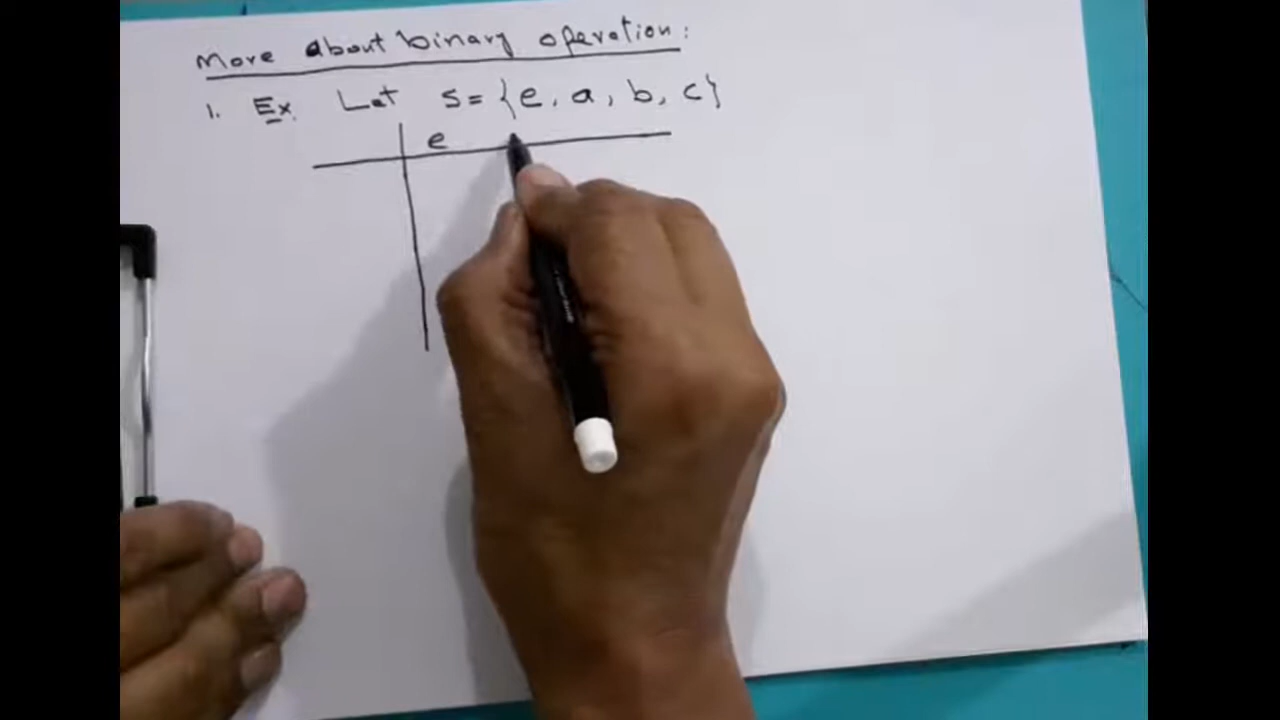 More about binary operation:
1. Ex. Let s = {e, a, b, c}
e